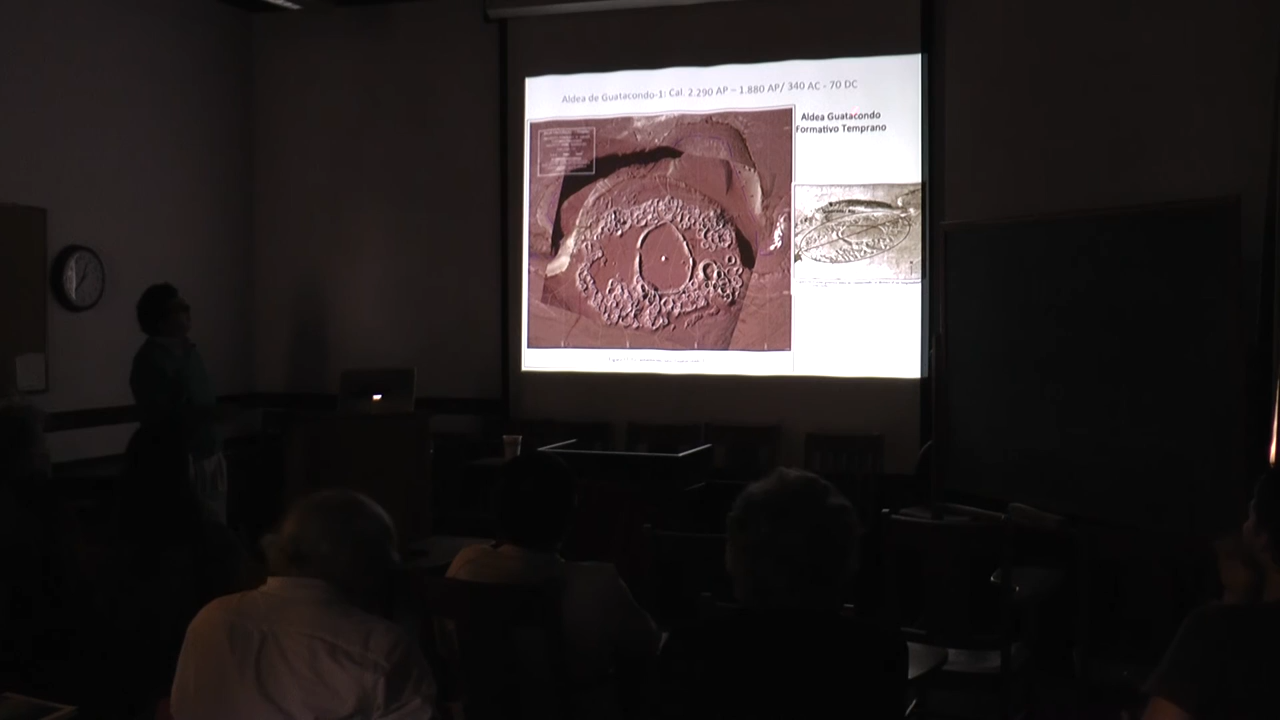 Aldea de Guatacondo-1: Cal. 2.290 AP – 1.880 AP/ 340 AC - 70 DC
Aldea Guatacondo
Formativo Temprano